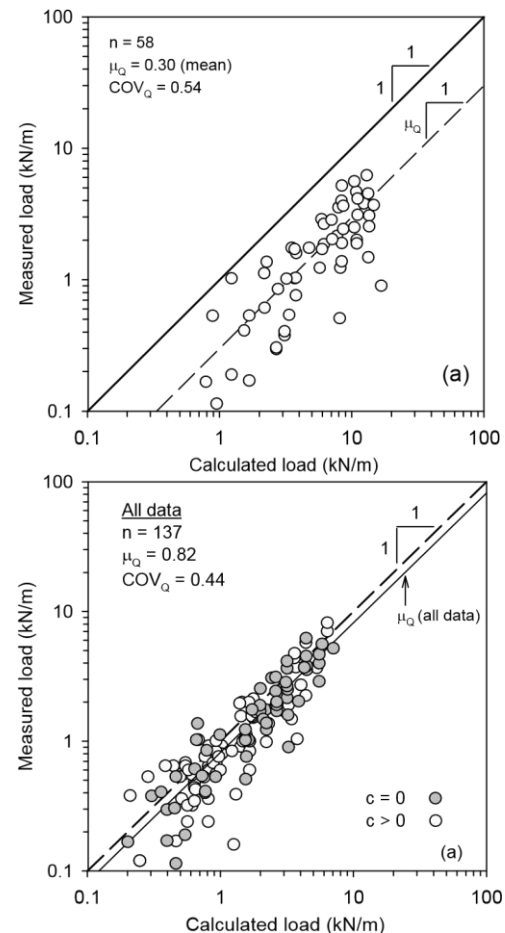 100
n = 58
μQ = 0.30 (mean)
COVQ = 0.54
1
1
1
μQ
10
Measured load (kN/m)
1
(a)
0.1
0.1
1
10
100
Calculated load (kN/m)
100
All data
n = 137
μQ = 0.82
COVQ = 0.44
1
1
10
μQ (all data)
Measured load (kN/m)
1
c = 0
c > 0
(a)
0.1
0.1
1
10
100
Calculated load (kN/m)